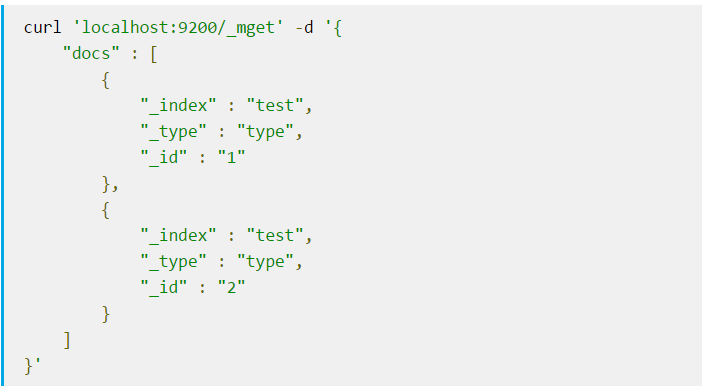 curl 'localhost:9200/_mget' -d '{
    "docs" : [
        {
            "_index" : "test",
            "_type" : "type",
            "_id" : "1"
        },
        {
            "_index" : "test",
            "_type" : "type",
            "_id" : "2"
        }
    ]
}'